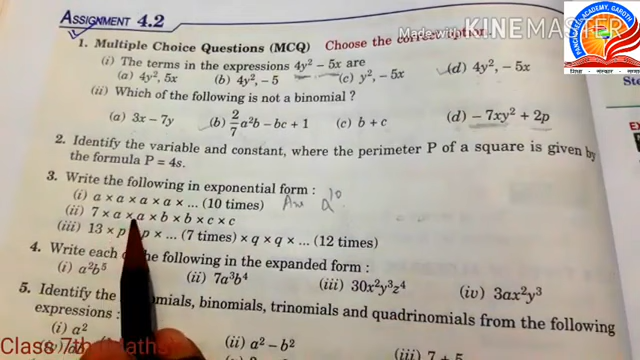 ASSIGNMENT 4.2
Made with KINEMASTER
1. Multiple Choice Questions (MCQ) Choose the correct option
(i) The terms in the expressions 4y² – 5x are
(a) 4y², 5x (b) 4y², – 5 (c) y², – 5x (d) 4y², – 5x
(ii) Which of the following is not a binomial ?
(a) 3x – 7y (b) 2/7 a²b – bc + 1 (c) b + c (d) – 7xy² + 2p
2. Identify the variable and constant, where the perimeter P of a square is given by
the formula P = 4s.
3. Write the following in exponential form :
(i) a × a × a × a × ... (10 times) Ans a¹⁰
(ii) 7 × a × a × b × b × c × c
(iii) 13 × p p × ... (7 times) × q × q × ... (12 times)
4. Write each of the following in the expanded form :
(i) a²b⁵ (ii) 7a³b⁴ (iii) 30x²y³z⁴ (iv) 3ax²y³
5. Identify the omials, binomials, trinomials and quadrinomials from the following
expressions :
(i) a² (ii) a² – b² (iii) 7 + 5
Class 7th (Maths)